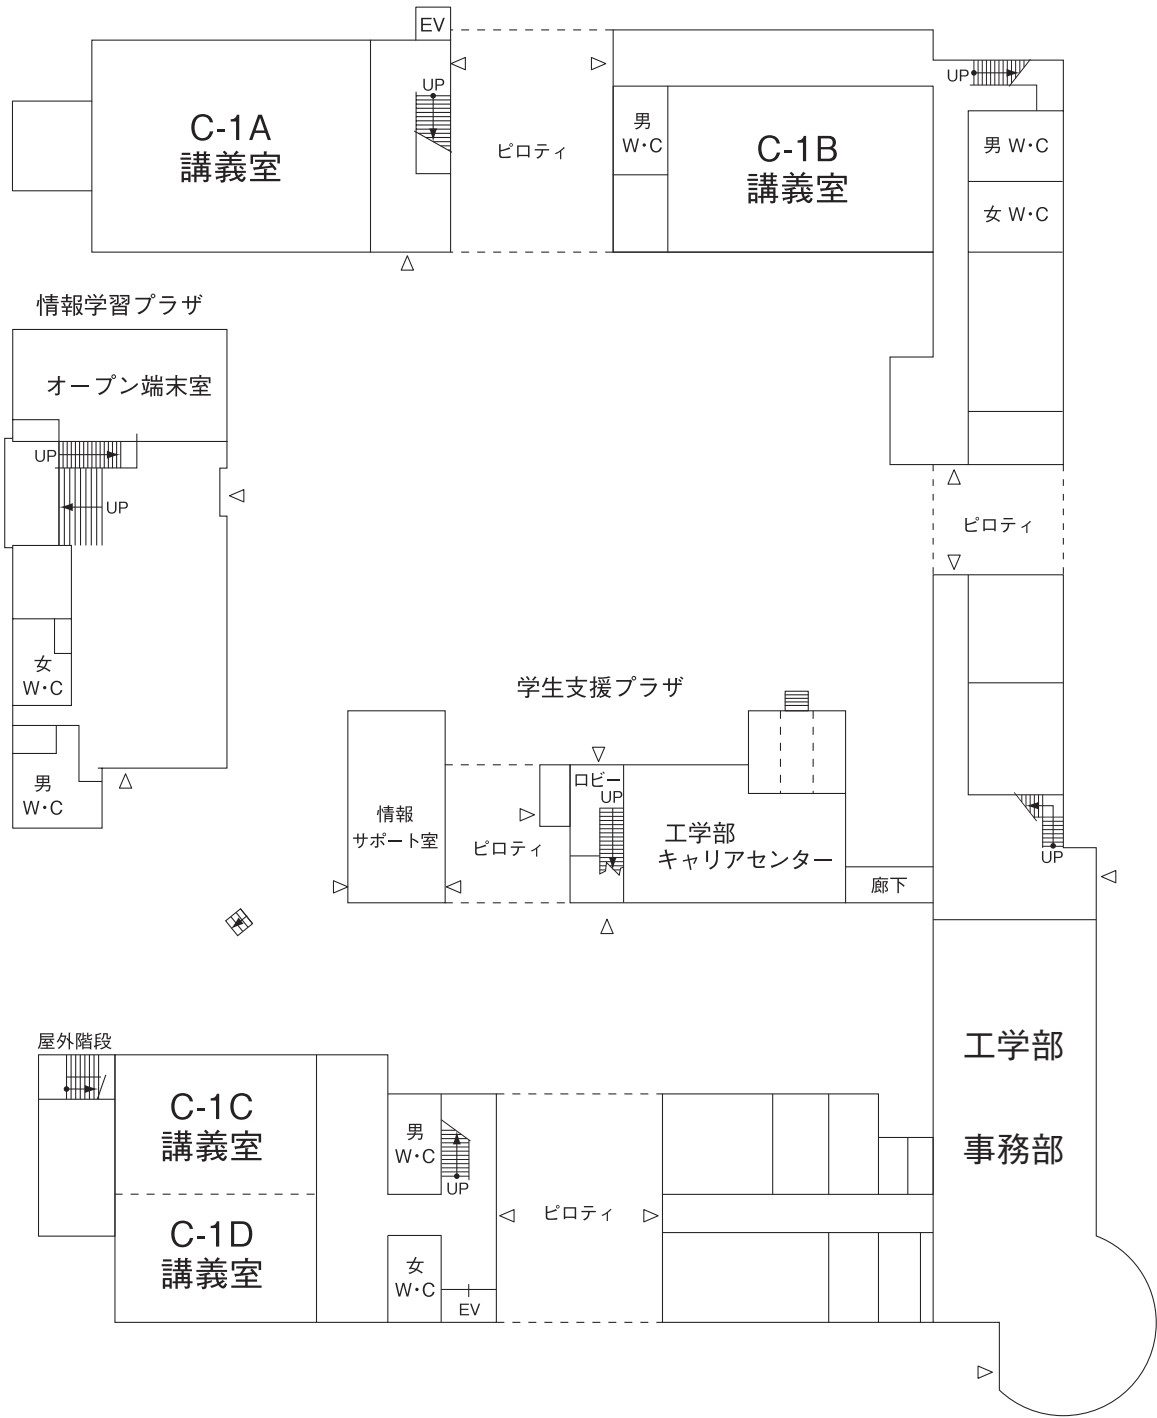 EV
UP
C-1A
講義室
ピロティ
男
W・C
C-1B
講義室
UP
男 W・C
女 W・C
情報学習プラザ
オープン端末室
UP
UP
女
W・C
男
W・C
ピロティ
学生支援プラザ
ロビー
UP
情報
サポート室
ピロティ
工学部
キャリアセンター
廊下
UP
屋外階段
C-1C
講義室
C-1D
講義室
男
W・C
UP
女
W・C
EV
ピロティ
工学部
事務部